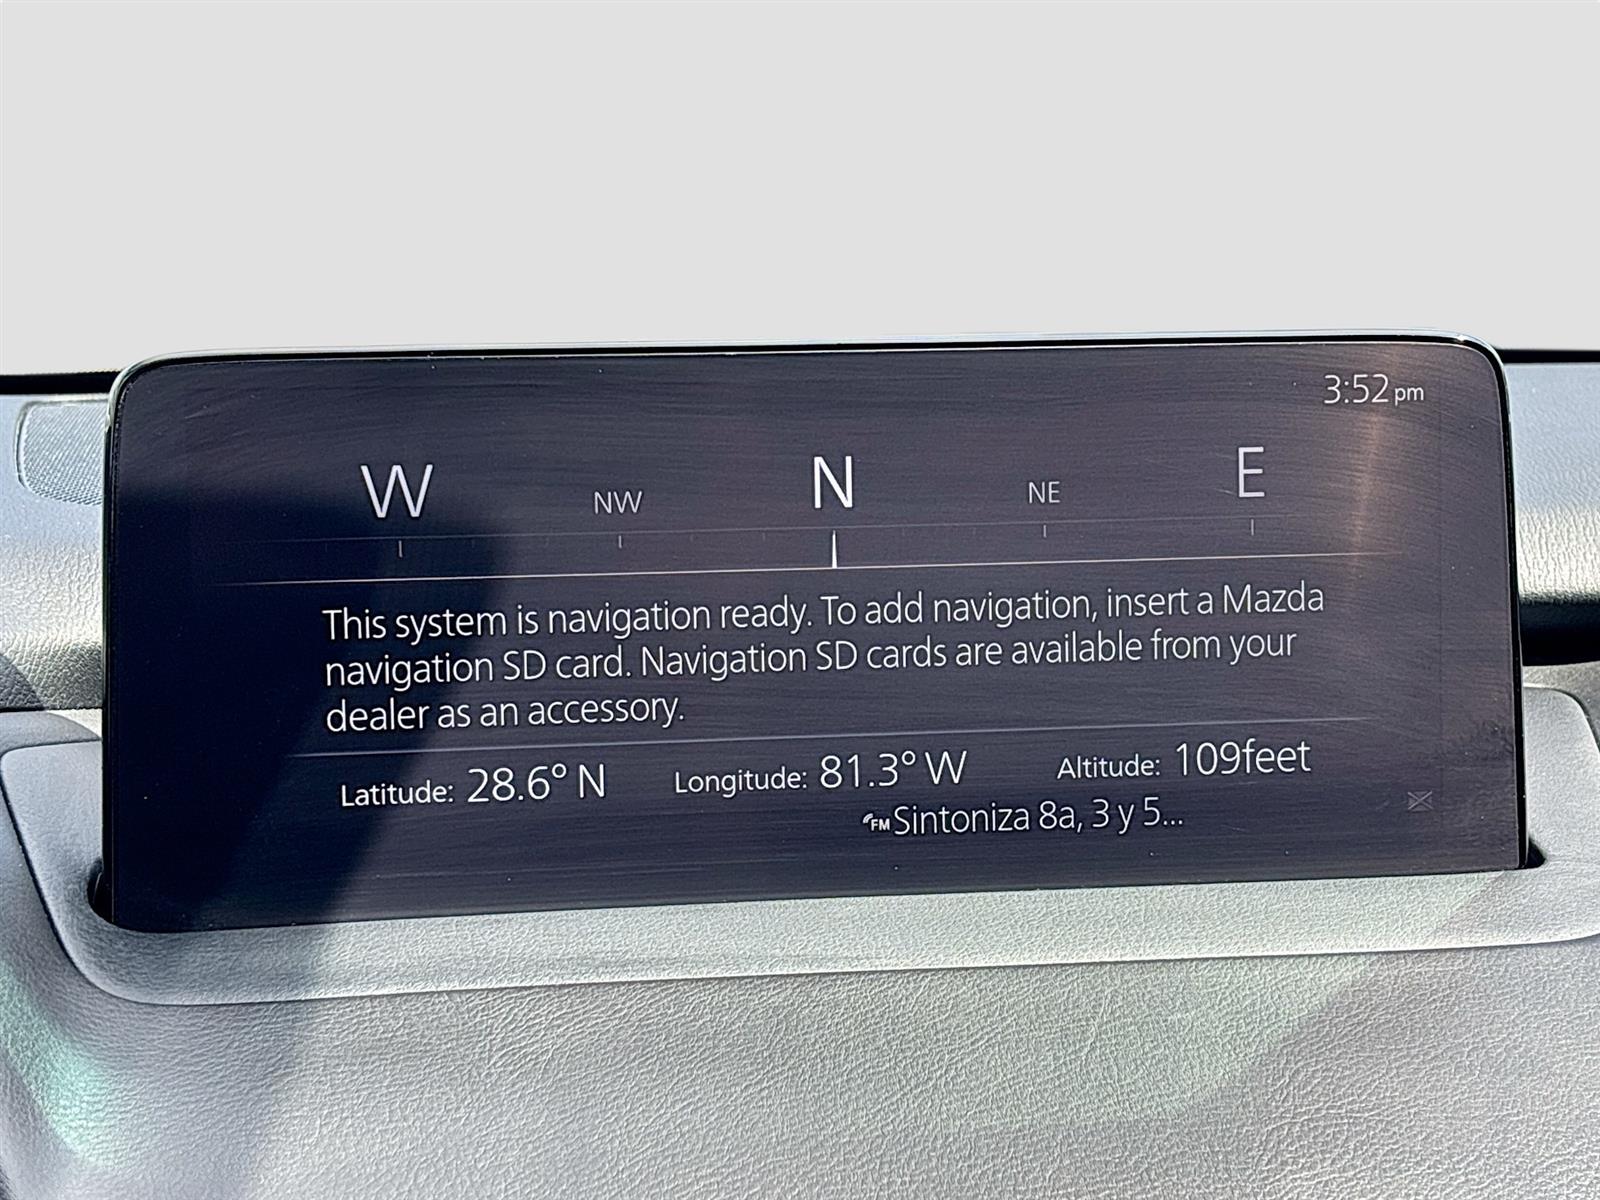 3:52 pm
W NW N NE E
This system is navigation ready. To add navigation, insert a Mazda
navigation SD card. Navigation SD cards are available from your
dealer as an accessory.
Latitude: 28.6° N Longitude: 81.3° W Altitude: 109feet
FM Sintoniza 8a, 3 y 5...